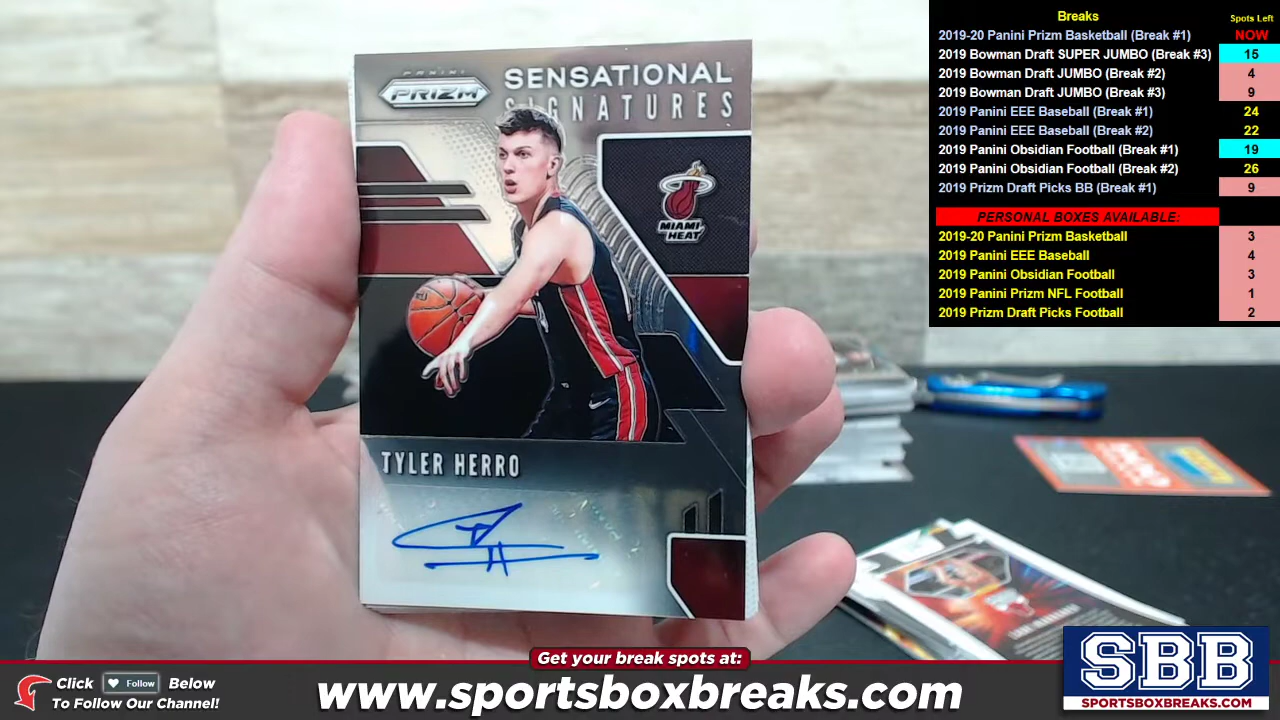 PANINI
PRIZM
SENSATIONAL
SIGNATURES
MIAMI
HEAT
TYLER HERRO
Breaks Spots Left
2019-20 Panini Prizm Basketball (Break #1) NOW
2019 Bowman Draft SUPER JUMBO (Break #3) 15
2019 Bowman Draft JUMBO (Break #2) 4
2019 Bowman Draft JUMBO (Break #3) 9
2019 Panini EEE Baseball (Break #1) 24
2019 Panini EEE Baseball (Break #2) 22
2019 Panini Obsidian Football (Break #1) 19
2019 Panini Obsidian Football (Break #2) 26
2019 Prizm Draft Picks BB (Break #1) 9
PERSONAL BOXES AVAILABLE:
2019-20 Panini Prizm Basketball 3
2019 Panini EEE Baseball 4
2019 Panini Obsidian Football 3
2019 Panini Prizm NFL Football 1
2019 Prizm Draft Picks Football 2
Get your break spots at:
www.sportsboxbreaks.com
Click Follow Below
To Follow Our Channel!
SBB
SPORTSBOXBREAKS.COM